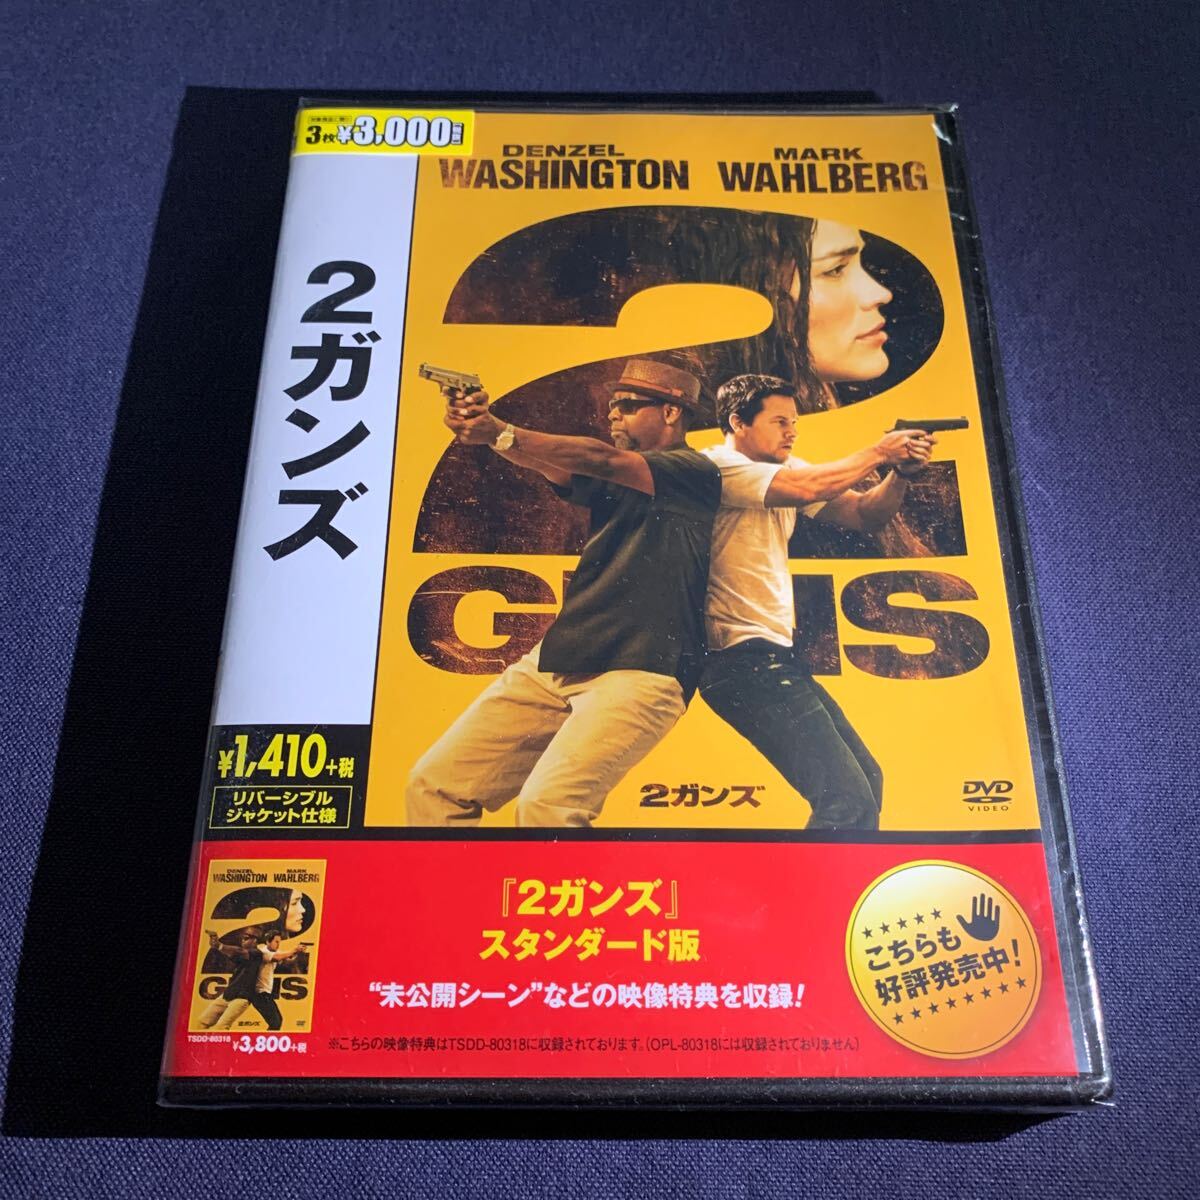 3枚¥3,000
DENZEL
WASHINGTON
MARK
WAHLBERG
2
GUNS
2ガンズ
2ガンズ
DVD
VIDEO
¥1,410+税
リバーシブル
ジャケット仕様
DENZEL
WASHINGTON
MARK
WAHLBERG
2
GUNS
2ガンズ
TSDD-80318
¥3,800+税
『2ガンズ』
スタンダード版
“未公開シーン”などの映像特典を収録!
※こちらの映像特典はTSDD-80318に収録されております。(OPL-80318には収録されておりません)
こちらも
好評発売中!